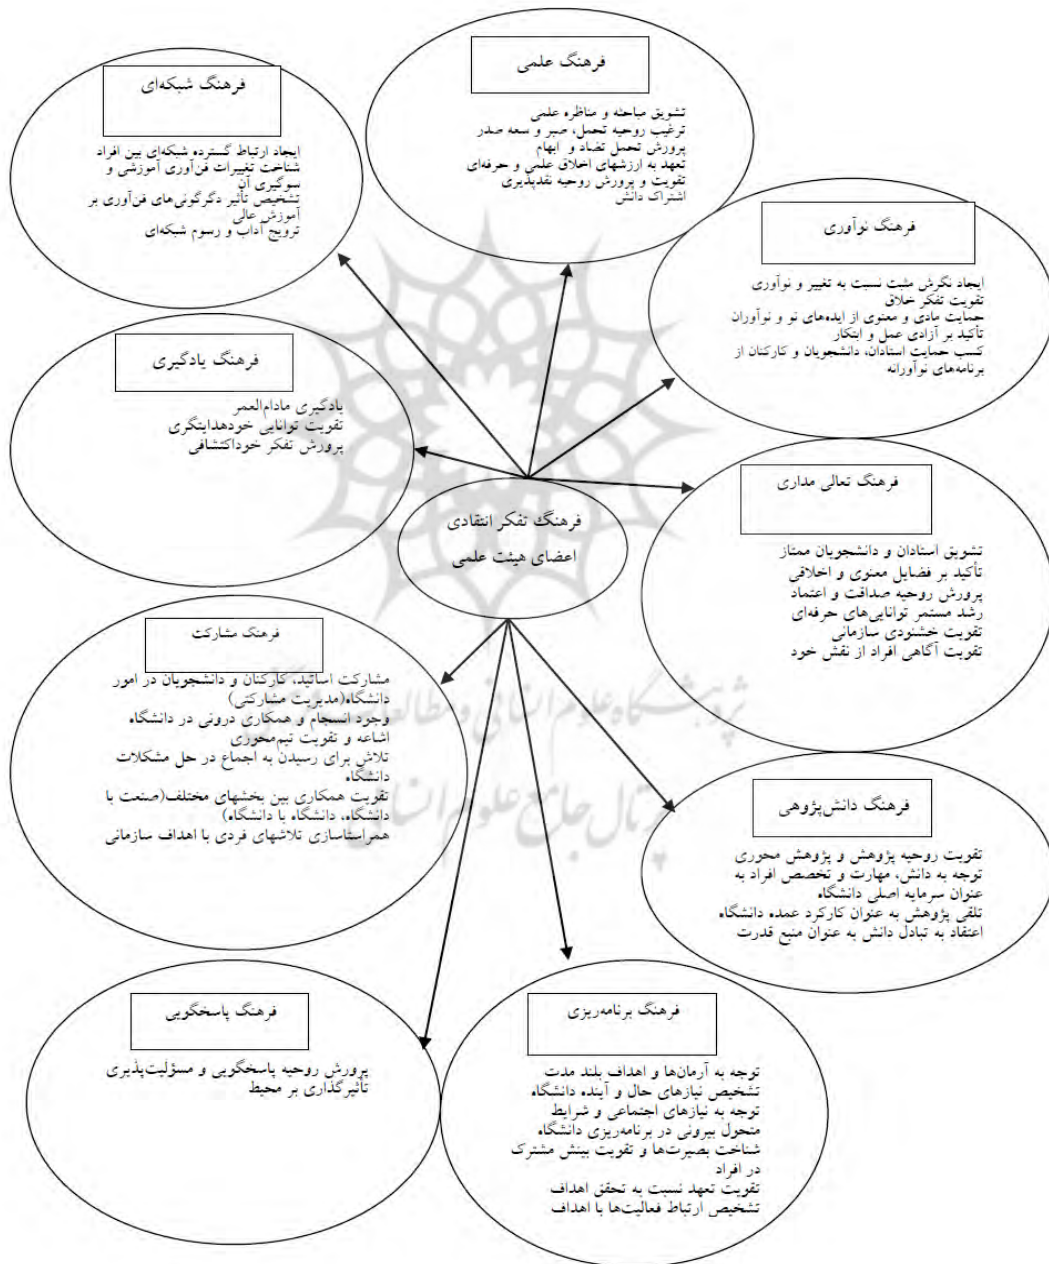 فرهنگ علمی
تشویق مباحثه و مناظره علمی
ترغیب روحیه تحمل، صبر و سعه صدر
پرورش تحمل تضاد و ابهام
تعهد به ارزشهای اخلاق علمی و حرفه‌ای
تقویت و پرورش روحیه نقدپذیری
اشتراک دانش
فرهنگ شبکه‌ای
ایجاد ارتباط گسترده شبکه‌ای بین افراد
شناخت تغییرات فن‌آوری آموزشی و
سوگیری آن
تشخیص تأثیر دگرگونی‌های فن‌آوری بر
آموزش عالی
ترویج آداب و رسوم شبکه‌ای
فرهنگ نوآوری
ایجاد نگرش مثبت نسبت به تغییر و نوآوری
تقویت تفکر خلاق
حمایت مادی و معنوی از ایده‌های نو و نوآوران
تأکید بر آزادی عمل و ابتکار
کسب حمایت استادان، دانشجویان و کارکنان از
برنامه‌های نوآورانه
فرهنگ یادگیری
یادگیری مادام‌العمر
تقویت توانایی خودهدایتگری
پرورش تفکر خوداکتشافی
فرهنگ تعالی مداری
تشویق استادان و دانشجویان ممتاز
تأکید بر فضایل معنوی و اخلاقی
پرورش روحیه صداقت و اعتماد
رشد مستمر توانایی‌های حرفه‌ای
تقویت خشنودی سازمانی
تقویت آگاهی افراد از نقش خود
فرهنگ تفکر انتقادی
اعضای هیئت علمی
فرهنگ مشارکت
مشارکت اساتید، کارکنان و دانشجویان در امور
دانشگاه(مدیریت مشارکتی)
وجود انسجام و همکاری درونی در دانشگاه
اشاعه و تقویت تیم‌محوری
تلاش برای رسیدن به اجماع در حل مشکلات
دانشگاه
تقویت همکاری بین بخشهای مختلف(صنعت با
دانشگاه، دانشگاه با دانشگاه)
همراستاسازی تلاشهای فردی با اهداف سازمانی
پژوهشگاه علوم انسانی و مطالعات فرهنگی
پرتال جامع علوم انسانی
فرهنگ دانش‌پژوهی
تقویت روحیه پژوهش و پژوهش محوری
توجه به دانش، مهارت و تخصص افراد به
عنوان سرمایه اصلی دانشگاه
تلقی پژوهش به عنوان کارکرد عمده دانشگاه
اعتقاد به تبادل دانش به عنوان منبع قدرت
فرهنگ پاسخگویی
پرورش روحیه پاسخگویی و مسؤلیت‌پذیری
تأثیرگذاری بر محیط
فرهنگ برنامه‌ریزی
توجه به آرمان‌ها و اهداف بلند مدت
تشخیص نیازهای حال و آینده دانشگاه
توجه به نیازهای اجتماعی و شرایط
متحول بیرونی در برنامه‌ریزی دانشگاه
شناخت بصیرت‌ها و تقویت بینش مشترک
در افراد
تقویت تعهد نسبت به تحقق اهداف
تشخیص ارتباط فعالیت‌ها با اهداف